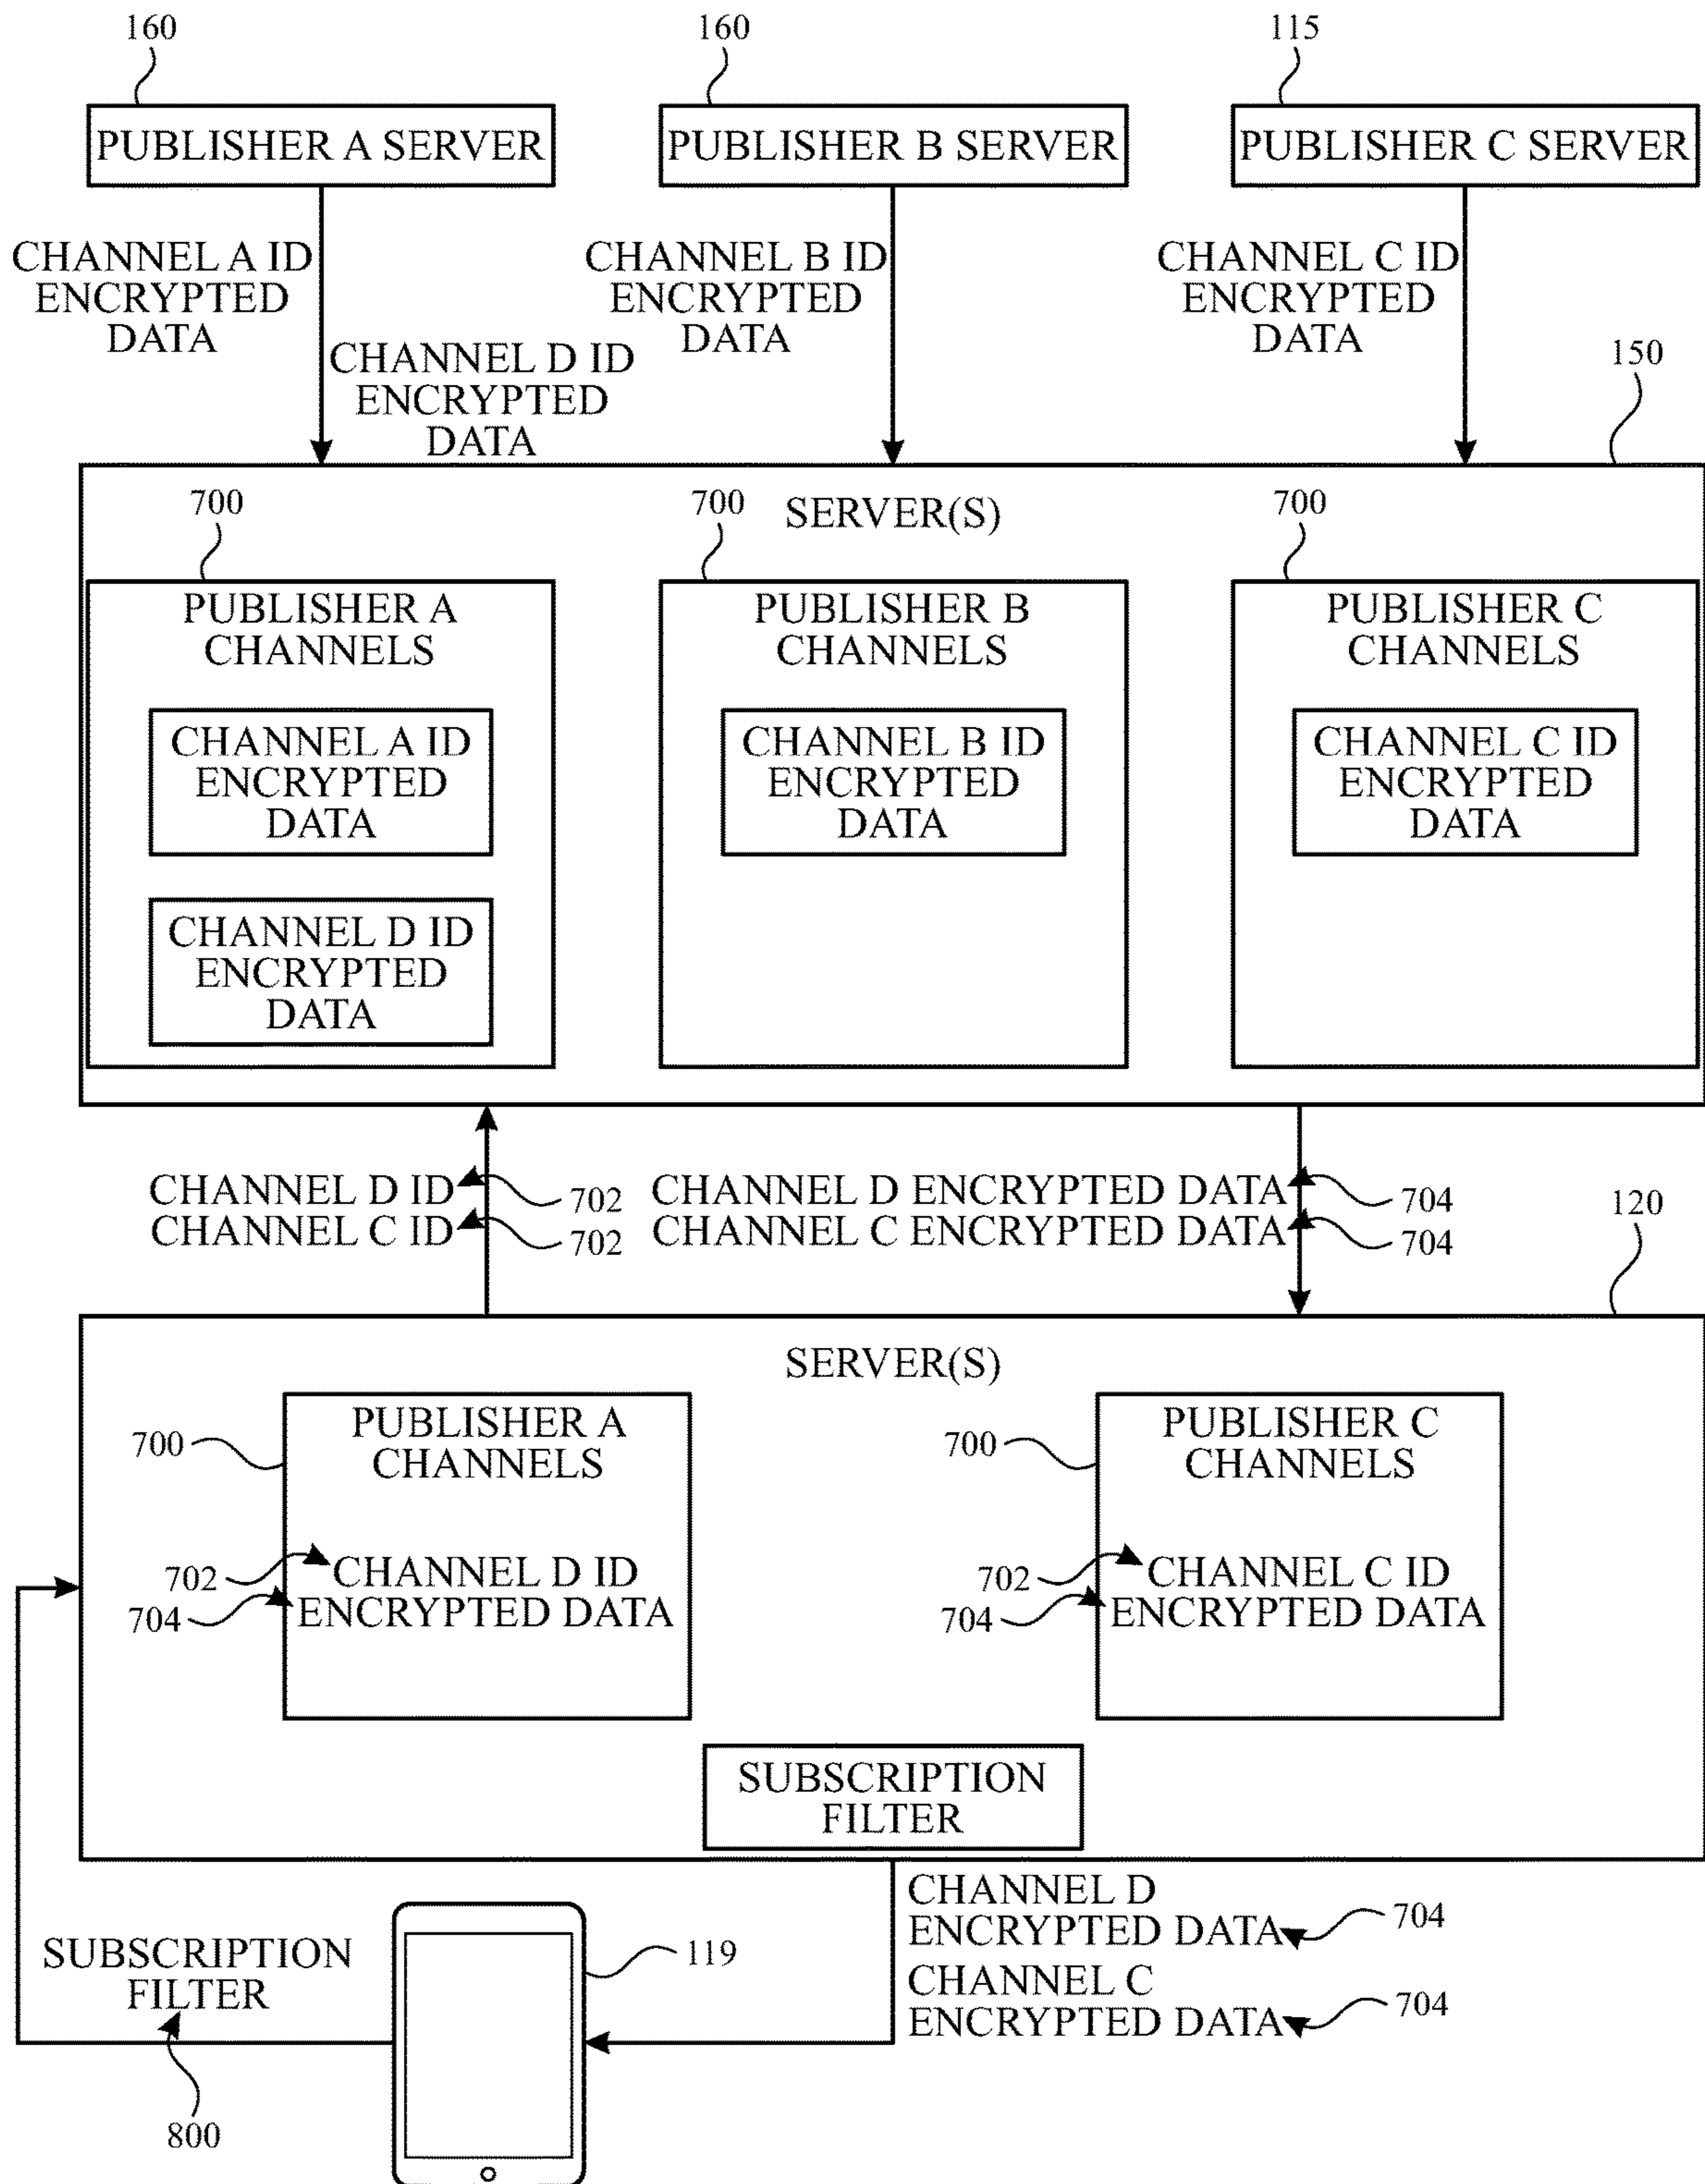 160
160
115
PUBLISHER A SERVER
PUBLISHER B SERVER
PUBLISHER C SERVER
CHANNEL A ID
ENCRYPTED
DATA
CHANNEL D ID
ENCRYPTED
DATA
CHANNEL B ID
ENCRYPTED
DATA
CHANNEL C ID
ENCRYPTED
DATA
150
SERVER(S)
700
PUBLISHER A
CHANNELS
CHANNEL A ID
ENCRYPTED
DATA
CHANNEL D ID
ENCRYPTED
DATA
700
PUBLISHER B
CHANNELS
CHANNEL B ID
ENCRYPTED
DATA
700
PUBLISHER C
CHANNELS
CHANNEL C ID
ENCRYPTED
DATA
CHANNEL D ID 702
CHANNEL C ID 702
CHANNEL D ENCRYPTED DATA 704
CHANNEL C ENCRYPTED DATA 704
120
SERVER(S)
700
PUBLISHER A
CHANNELS
702 CHANNEL D ID
704 ENCRYPTED DATA
700
PUBLISHER C
CHANNELS
702 CHANNEL C ID
704 ENCRYPTED DATA
SUBSCRIPTION
FILTER
CHANNEL D
ENCRYPTED DATA 704
CHANNEL C
ENCRYPTED DATA 704
SUBSCRIPTION
FILTER
800
119